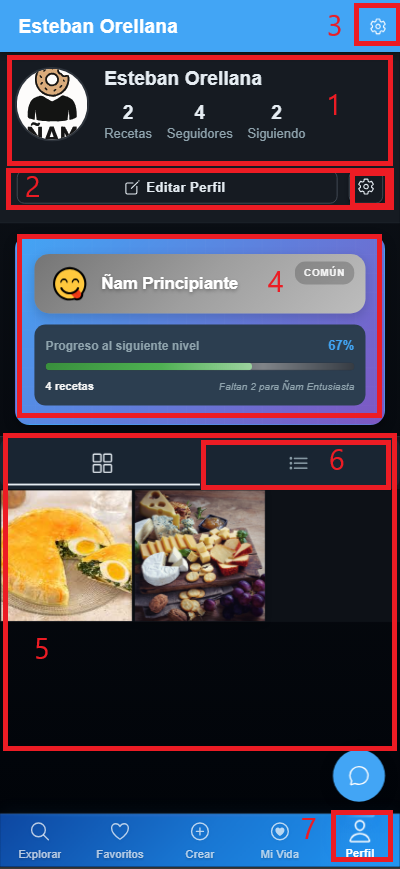 Esteban Orellana
3
Esteban Orellana
2 4 2
Recetas Seguidores Siguiendo
1
ÑAM
2
Editar Perfil
Ñam Principiante
4
COMÚN
Progreso al siguiente nivel 67%
4 recetas Faltan 2 para Ñam Entusiasta
6
5
7
Explorar Favoritos Crear Mi Vida Perfil